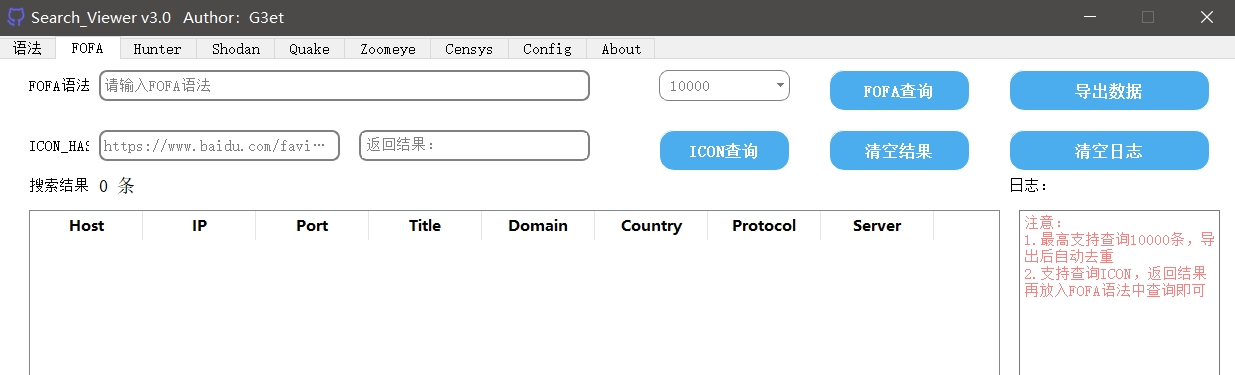 Search_Viewer v3.0 Author：G3et
语法 FOFA Hunter Shodan Quake Zoomeye Censys Config About
FOFA语法 请输入FOFA语法 10000 FOFA查询 导出数据
ICON_HAS https://www.baidu.com/favi… 返回结果： ICON查询 清空结果 清空日志
搜索结果 0 条 日志：
Host IP Port Title Domain Country Protocol Server
注意：
1.最高支持查询10000条，导
出后自动去重
2.支持查询ICON，返回结果
再放入FOFA语法中查询即可